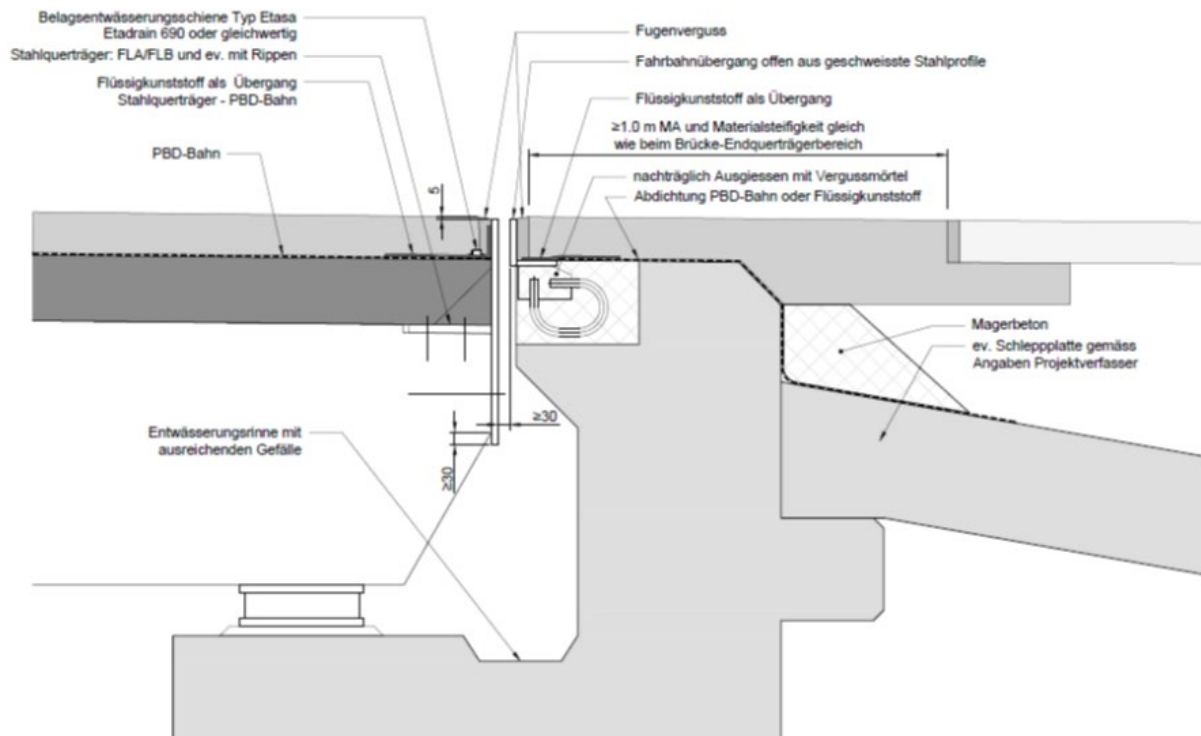 Belagsentwässerungsschiene Typ Etasa
Etadrain 690 oder gleichwertig
Stahlquerträger: FLA/FLB und ev. mit Rippen
Flüssigkunststoff als Übergang
Stahlquerträger - PBD-Bahn
PBD-Bahn
Fugenverguss
Fahrbahnübergang offen aus geschweisste Stahlprofile
Flüssigkunststoff als Übergang
≥1.0 m MA und Materialsteifigkeit gleich
wie beim Brücke-Endquerträgerbereich
nachträglich Ausgiessen mit Vergussmörtel
Abdichtung PBD-Bahn oder Flüssigkunststoff
5
Magerbeton
ev. Schleppplatte gemäss
Angaben Projektverfasser
≥30
Entwässerungsrinne mit
ausreichenden Gefälle
≥30